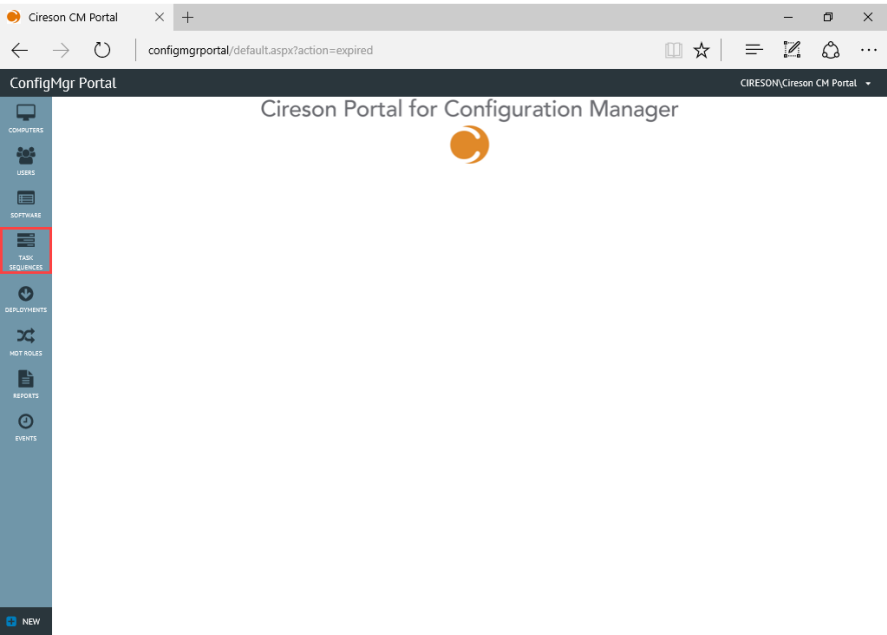 Cireson CM Portal
configmgrportal/default.aspx?action=expired
ConfigMgr Portal
CIRESON\Cireson CM Portal
Cireson Portal for Configuration Manager
COMPUTERS
USERS
SOFTWARE
TASK
SEQUENCES
DEPLOYMENTS
MDT ROLES
REPORTS
EVENTS
NEW